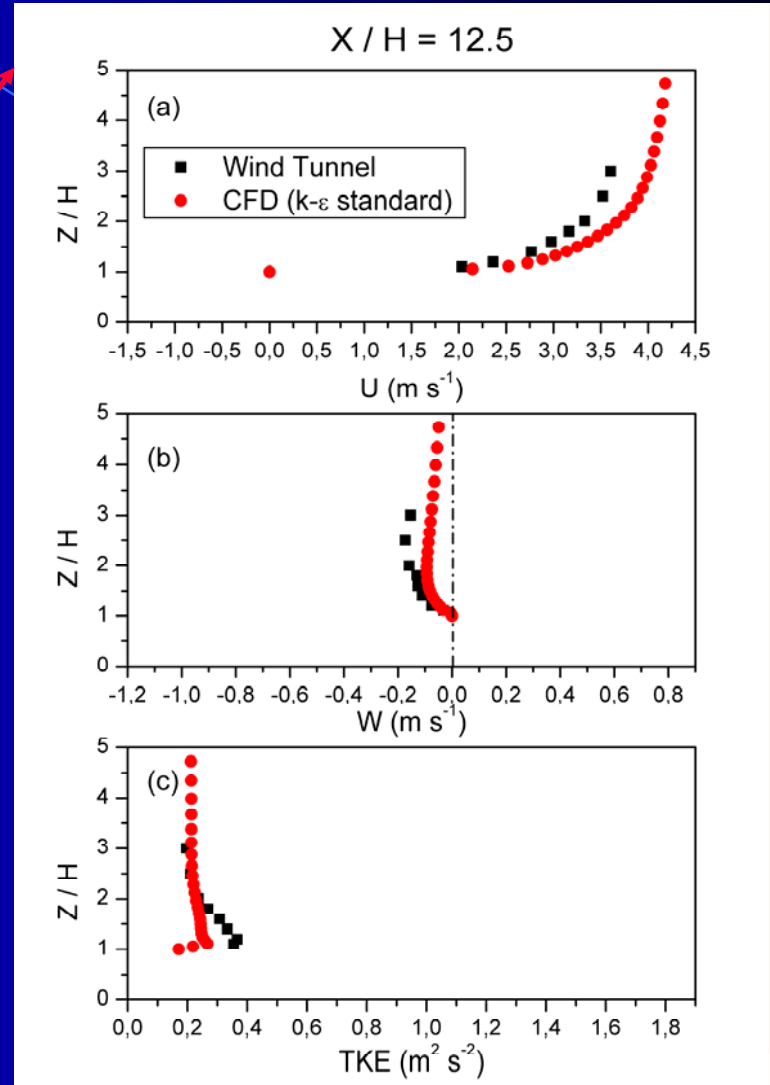 X / H = 12.5
5
(a)
4
Wind Tunnel
3
CFD (k-ε standard)
Z / H
2
1
0
-1,5 -1,0 -0,5 0,0 0,5 1,0 1,5 2,0 2,5 3,0 3,5 4,0 4,5
U (m s⁻¹)
5
(b)
4
3
Z / H
2
1
0
-1,2 -1,0 -0,8 -0,6 -0,4 -0,2 0,0 0,2 0,4 0,6 0,8
W (m s⁻¹)
5
(c)
4
3
Z / H
2
1
0
0,0 0,2 0,4 0,6 0,8 1,0 1,2 1,4 1,6 1,8
TKE (m² s⁻²)